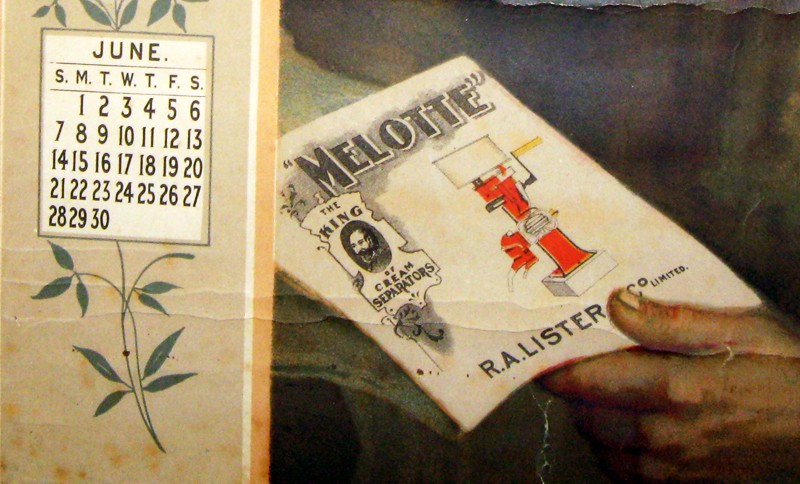 JUNE.
S. M. T. W. T. F. S.
1 2 3 4 5 6
7 8 9 10 11 12 13
14 15 16 17 18 19 20
21 22 23 24 25 26 27
28 29 30
"MELOTTE"
THE
KING
OF
CREAM
SEPARATORS
R.A.LISTER Co LIMITED.